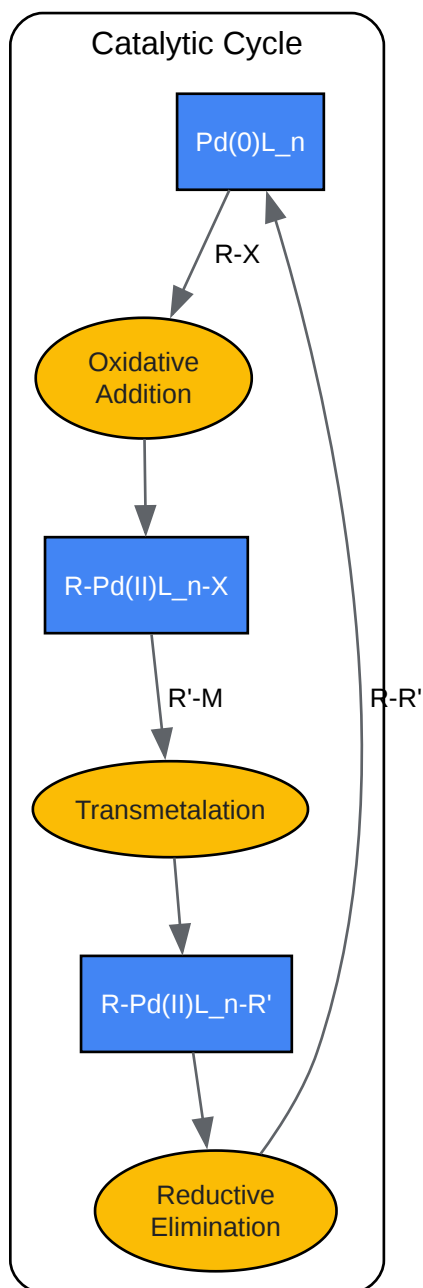 Catalytic Cycle
Pd(0)L_n
R-X
Oxidative
Addition
R-Pd(II)L_n-X
R'-M
R-R'
Transmetalation
R-Pd(II)L_n-R'
Reductive
Elimination